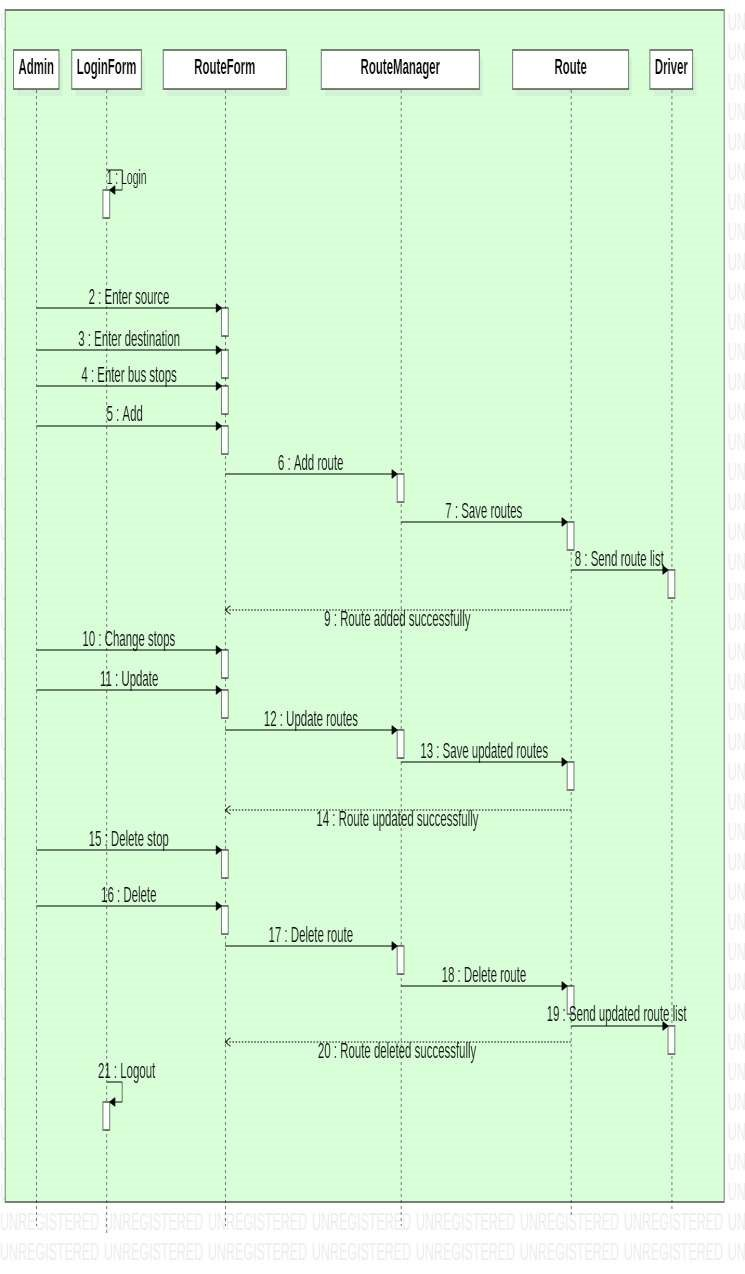 Admin LoginForm RouteForm RouteManager Route Driver
1 : Login
2 : Enter source
3 : Enter destination
4 : Enter bus stops
5 : Add
6 : Add route
7 : Save routes
8 : Send route list
9 : Route added successfully
10 : Change stops
11 : Update
12 : Update routes
13 : Save updated routes
14 : Route updated successfully
15 : Delete stop
16 : Delete
17 : Delete route
18 : Delete route
19 : Send updated route list
20 : Route deleted successfully
21 : Logout
UNREGISTERED UNREGISTERED UNREGISTERED UNREGISTERED UNREGISTERED UNREGISTERED UNREGISTERED UN
UNREGISTERED UNREGISTERED UNREGISTERED UNREGISTERED UNREGISTERED UNREGISTERED UNREGISTERED UN